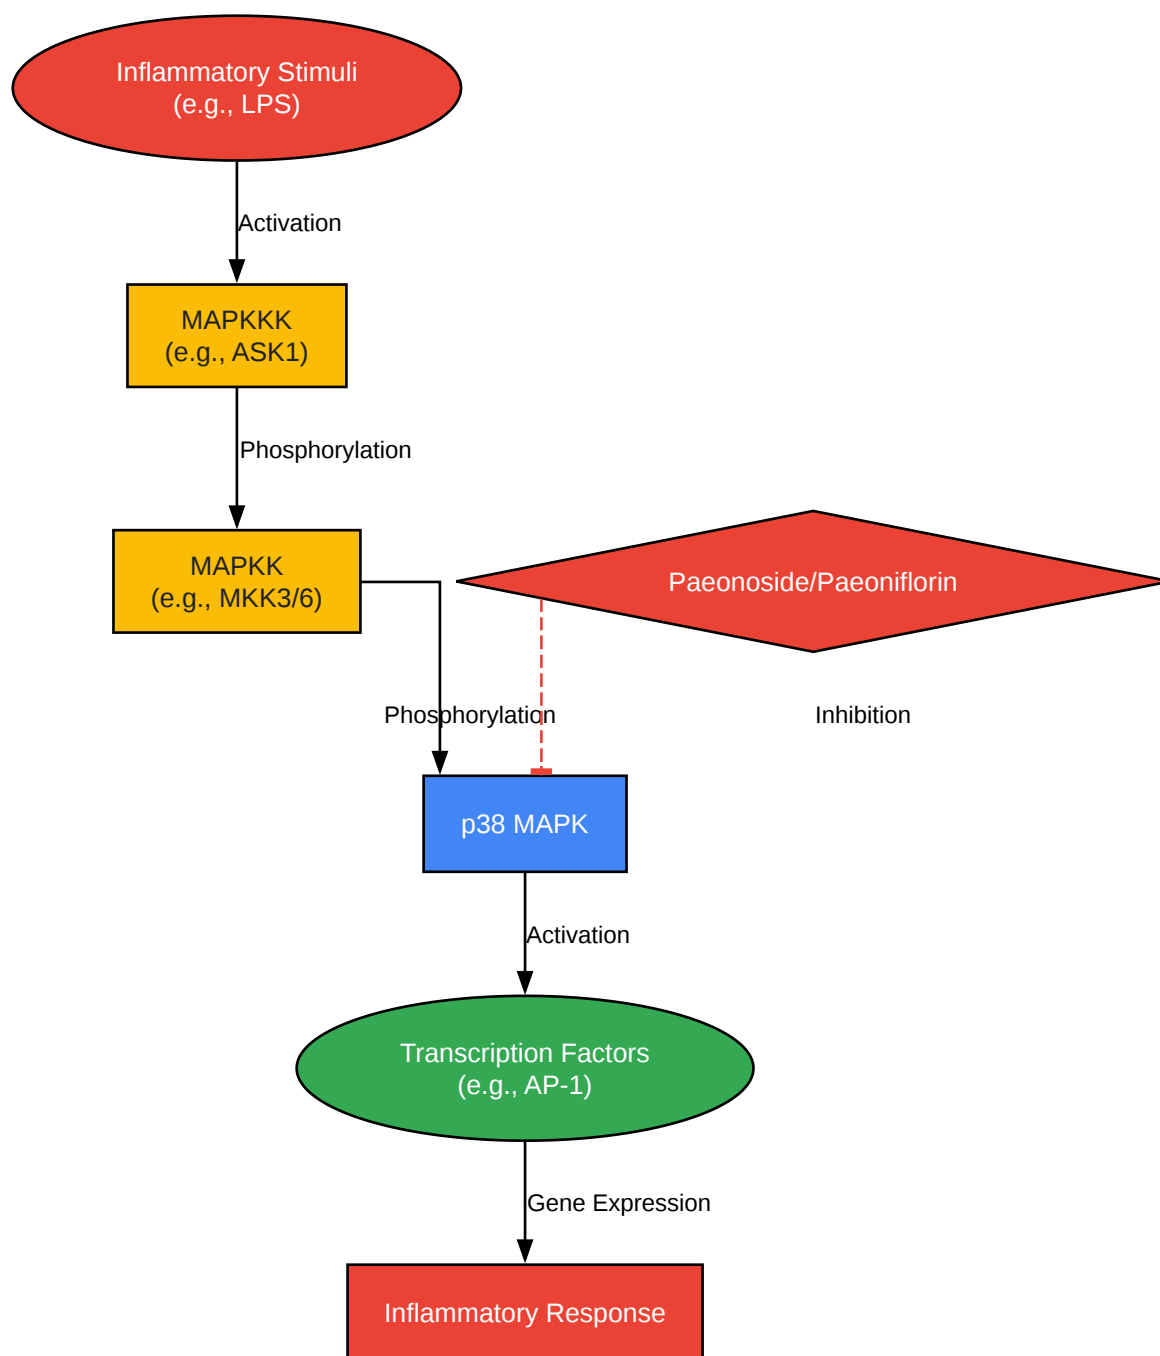 Inflammatory Stimuli
(e.g., LPS)
Activation
MAPKKK
(e.g., ASK1)
Phosphorylation
MAPKK
(e.g., MKK3/6)
Paeonoside/Paeoniflorin
Phosphorylation
Inhibition
p38 MAPK
Activation
Transcription Factors
(e.g., AP-1)
Gene Expression
Inflammatory Response